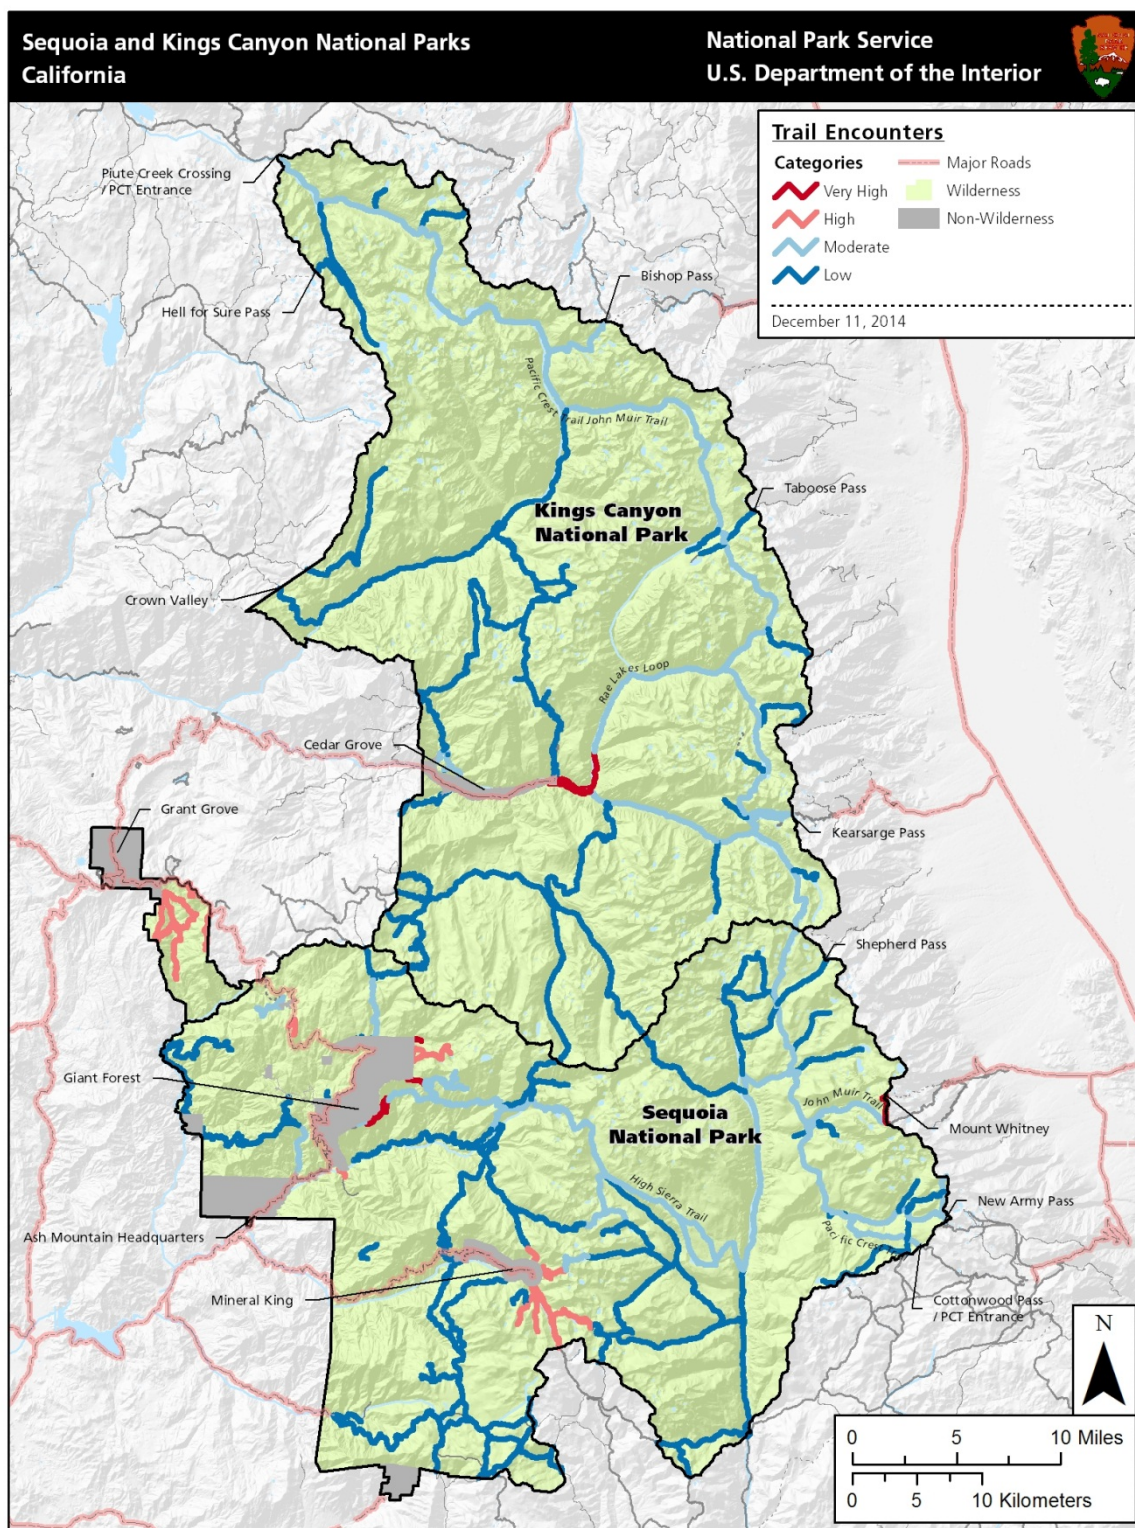 Sequoia and Kings Canyon National Parks
California
National Park Service
U.S. Department of the Interior
Trail Encounters
Categories
Very High
High
Moderate
Low
Major Roads
Wilderness
Non-Wilderness
December 11, 2014
Piute Creek Crossing
/ PCT Entrance
Bishop Pass
Hell for Sure Pass
Pacific Crest Trail John Muir Trail
Taboose Pass
Kings Canyon
National Park
Crown Valley
Rae Lakes Loop
Cedar Grove
Grant Grove
Kearsarge Pass
Shepherd Pass
Giant Forest
John Muir Trail
Sequoia
National Park
Mount Whitney
High Sierra Trail
New Army Pass
Pacific Crest
Ash Mountain Headquarters
Mineral King
Cottonwood Pass
/ PCT Entrance
N
0 5 10 Miles
0 5 10 Kilometers